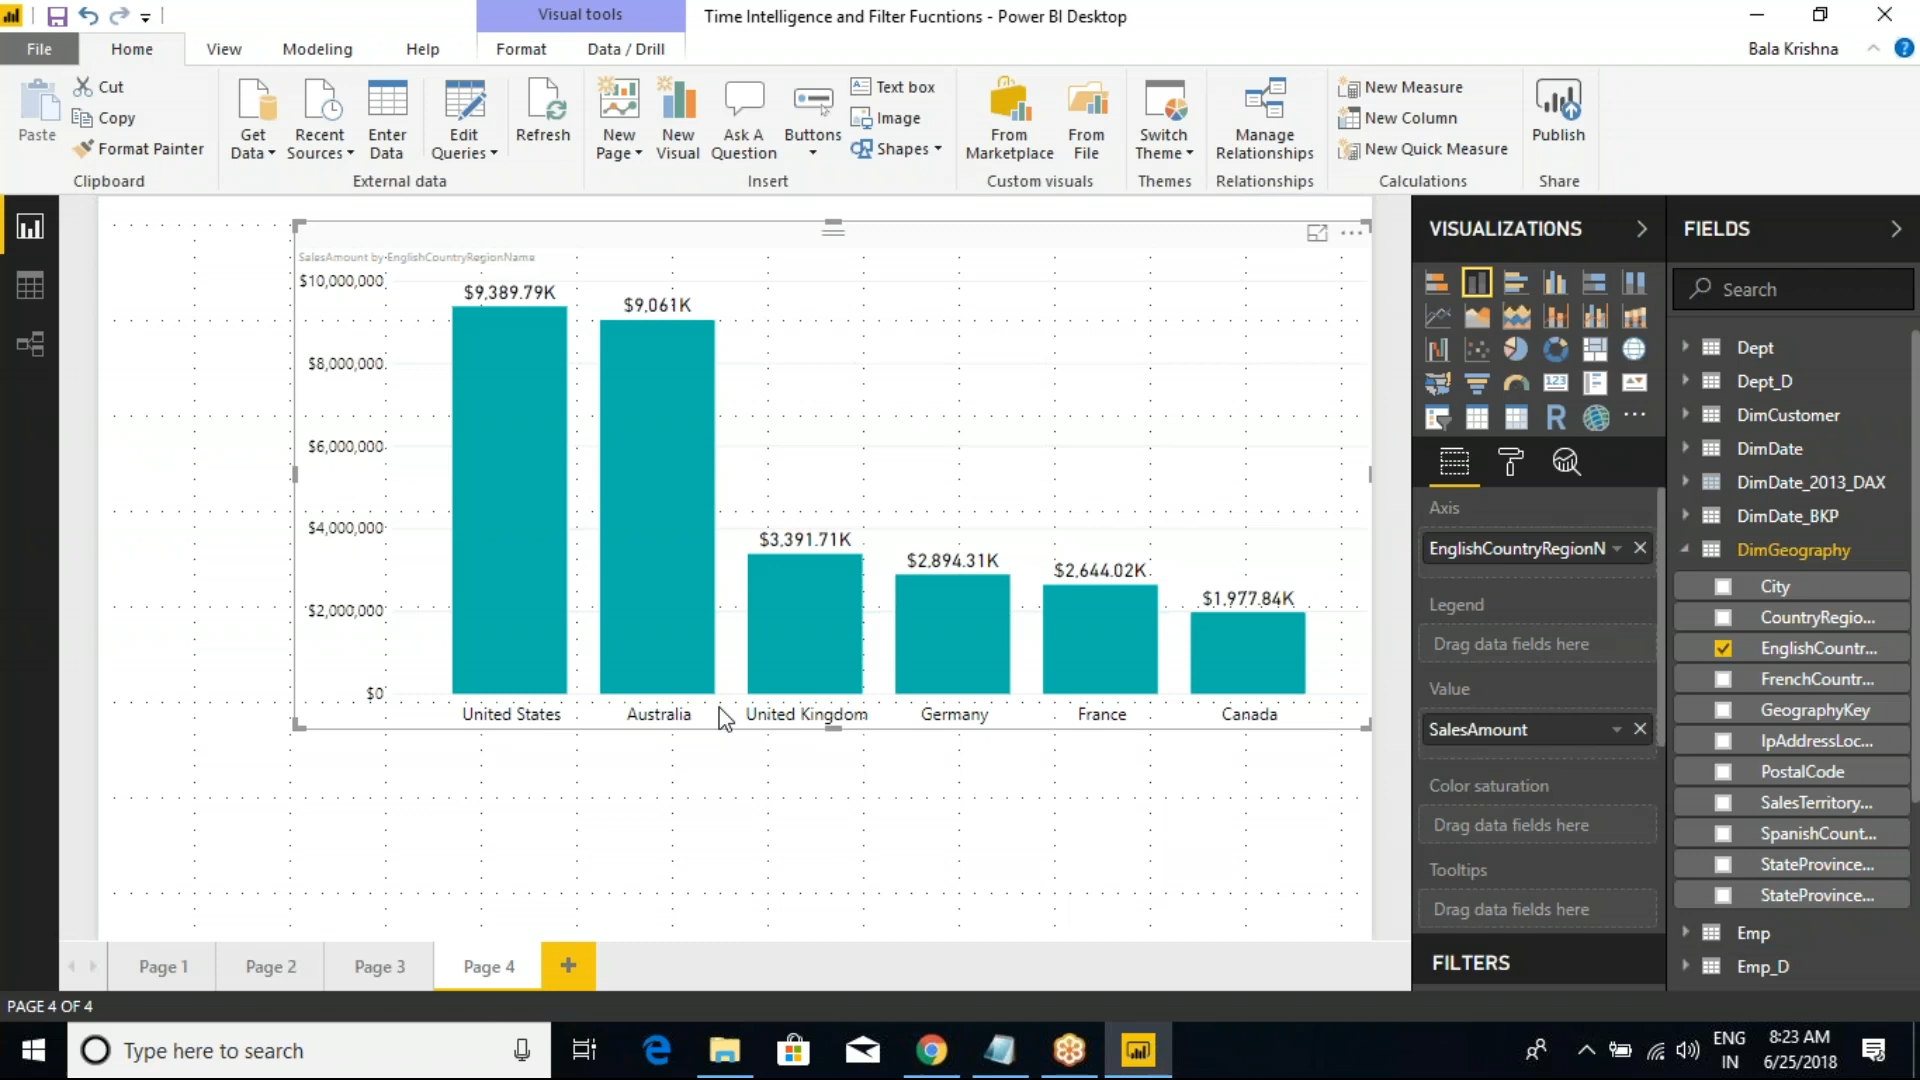 Visual tools
Time Intelligence and Filter Fucntions - Power BI Desktop
File
Home
View
Modeling
Help
Format
Data / Drill
Bala Krishna
?
Paste
Cut
Copy
Format Painter
Clipboard
Get Data
Recent Sources
Enter Data
Edit Queries
Refresh
External data
New Page
New Visual
Ask A Question
Buttons
Text box
Image
Shapes
Insert
From Marketplace
From File
Custom visuals
Switch Theme
Themes
Manage Relationships
Relationships
New Measure
New Column
New Quick Measure
Calculations
Publish
Share
SalesAmount by EnglishCountryRegionName
$10,000,000
$8,000,000
$6,000,000
$4,000,000
$2,000,000
$0
$9,389.79K
$9,061K
$3,391.71K
$2,894.31K
$2,644.02K
$1,977.84K
United States
Australia
United Kingdom
Germany
France
Canada
VISUALIZATIONS
123
R
Axis
EnglishCountryRegionN
Legend
Drag data fields here
Value
SalesAmount
Color saturation
Drag data fields here
Tooltips
Drag data fields here
FILTERS
FIELDS
Search
Dept
Dept_D
DimCustomer
DimDate
DimDate_2013_DAX
DimDate_BKP
DimGeography
City
CountryRegio...
EnglishCountr...
FrenchCountr...
GeographyKey
IpAddressLoc...
PostalCode
SalesTerritory...
SpanishCount...
StateProvince...
StateProvince...
Emp
Emp_D
Page 1
Page 2
Page 3
Page 4
PAGE 4 OF 4
Type here to search
ENG
IN
8:23 AM
6/25/2018